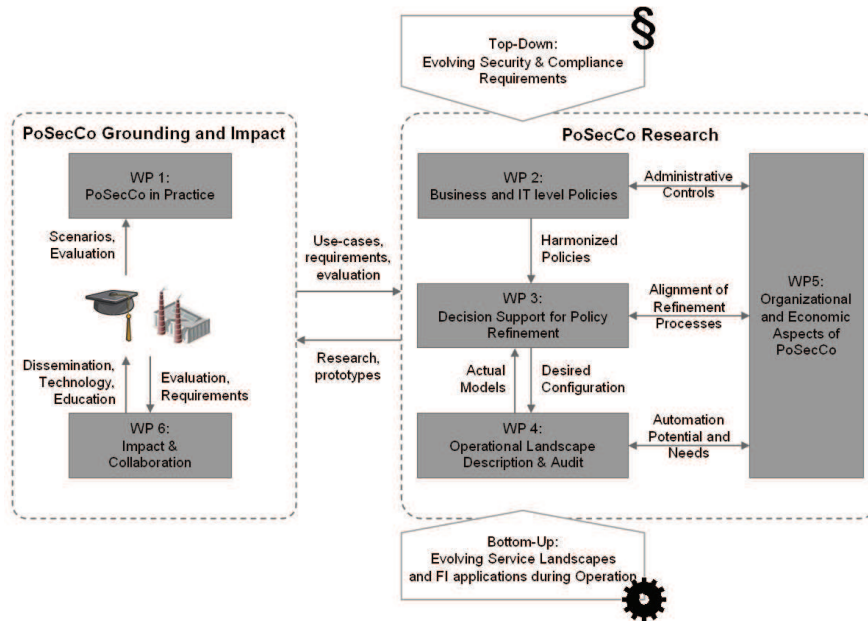 Top-Down:
Evolving Security & Compliance
Requirements
§
PoSecCo Grounding and Impact
WP 1:
PoSecCo in Practice
Scenarios,
Evaluation
Dissemination,
Technology,
Education
Evaluation,
Requirements
WP 6:
Impact &
Collaboration
Use-cases,
requirements,
evaluation
Research,
prototypes
PoSecCo Research
WP 2:
Business and IT level Policies
Administrative
Controls
Harmonized
Policies
WP 3:
Decision Support for Policy
Refinement
Alignment of
Refinement
Processes
Actual
Models
Desired
Configuration
WP 4:
Operational Landscape
Description & Audit
Automation
Potential and
Needs
WP5:
Organizational
and Economic
Aspects of
PoSecCo
Bottom-Up:
Evolving Service Landscapes
and FI applications during Operation